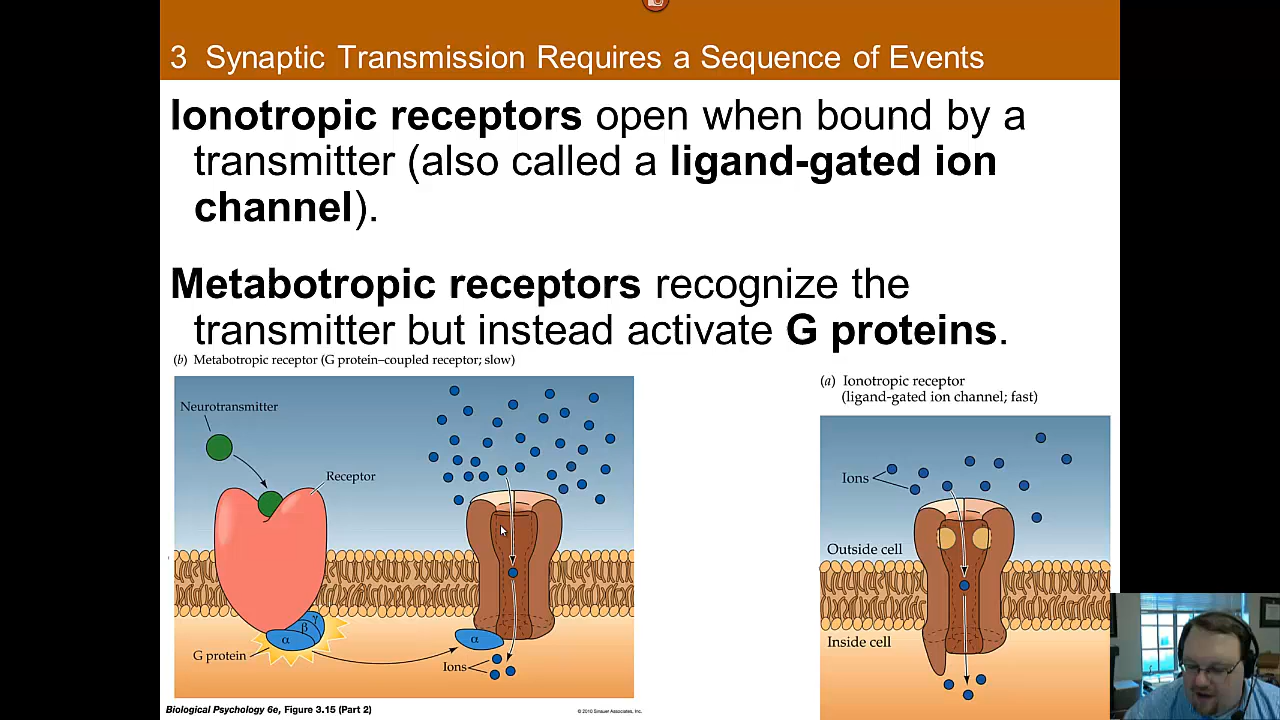 3 Synaptic Transmission Requires a Sequence of Events
Ionotropic receptors open when bound by a
transmitter (also called a ligand-gated ion
channel).
Metabotropic receptors recognize the
transmitter but instead activate G proteins.
(b) Metabotropic receptor (G protein–coupled receptor; slow)
Neurotransmitter
Receptor
α
β
γ
G protein
α
Ions
Biological Psychology 6e, Figure 3.15 (Part 2)
© 2010 Sinauer Associates, Inc.
(a) Ionotropic receptor
(ligand-gated ion channel; fast)
Ions
Outside cell
Inside cell